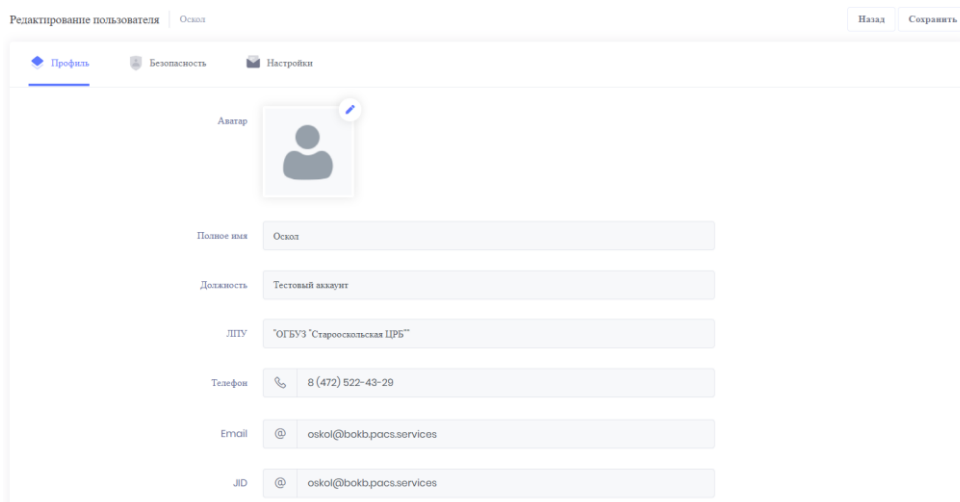 Редактирование пользователя Оскол Назад Сохранить
Профиль Безопасность Настройки
Аватар
Полное имя Оскол
Должность Тестовый аккаунт
ЛПУ "ОГБУЗ "Старооскольская ЦРБ""
Телефон 8 (472) 522-43-29
Email @ oskol@bokb.pacs.services
JID @ oskol@bokb.pacs.services